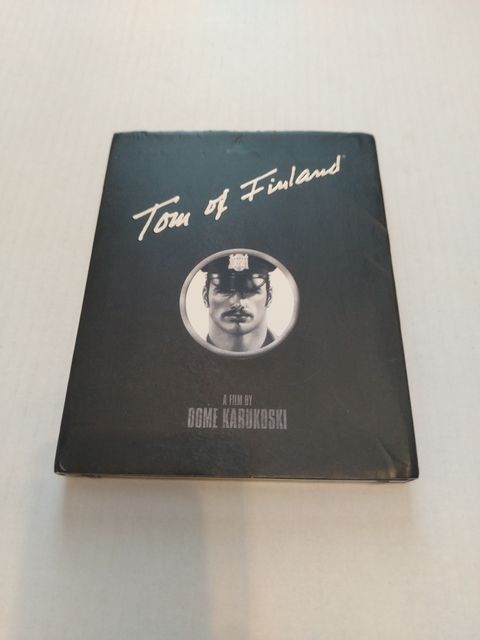 Tom of Finland
A FILM BY
DOME KARUKOSKI